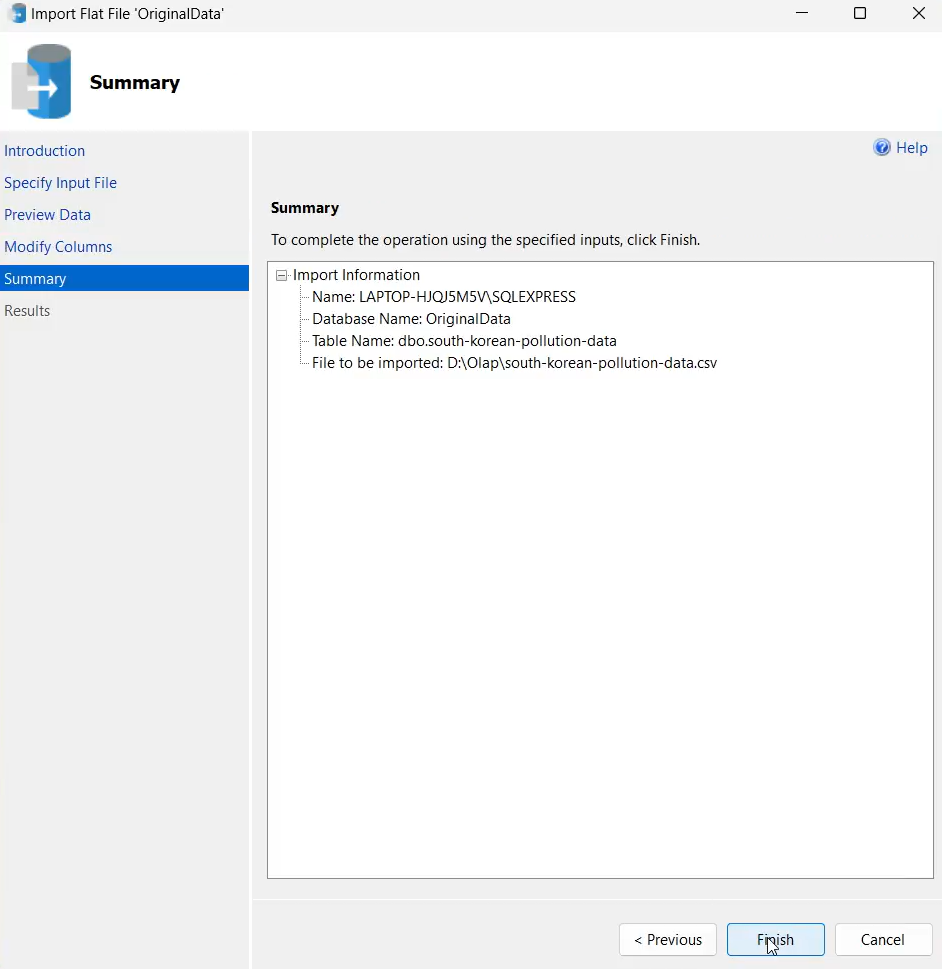 Import Flat File 'OriginalData'
Summary
Introduction
Specify Input File
Preview Data
Modify Columns
Summary
Results
Help
Summary
To complete the operation using the specified inputs, click Finish.
Import Information
Name: LAPTOP-HJQJ5M5V\SQLEXPRESS
Database Name: OriginalData
Table Name: dbo.south-korean-pollution-data
File to be imported: D:\Olap\south-korean-pollution-data.csv
< Previous
Finish
Cancel